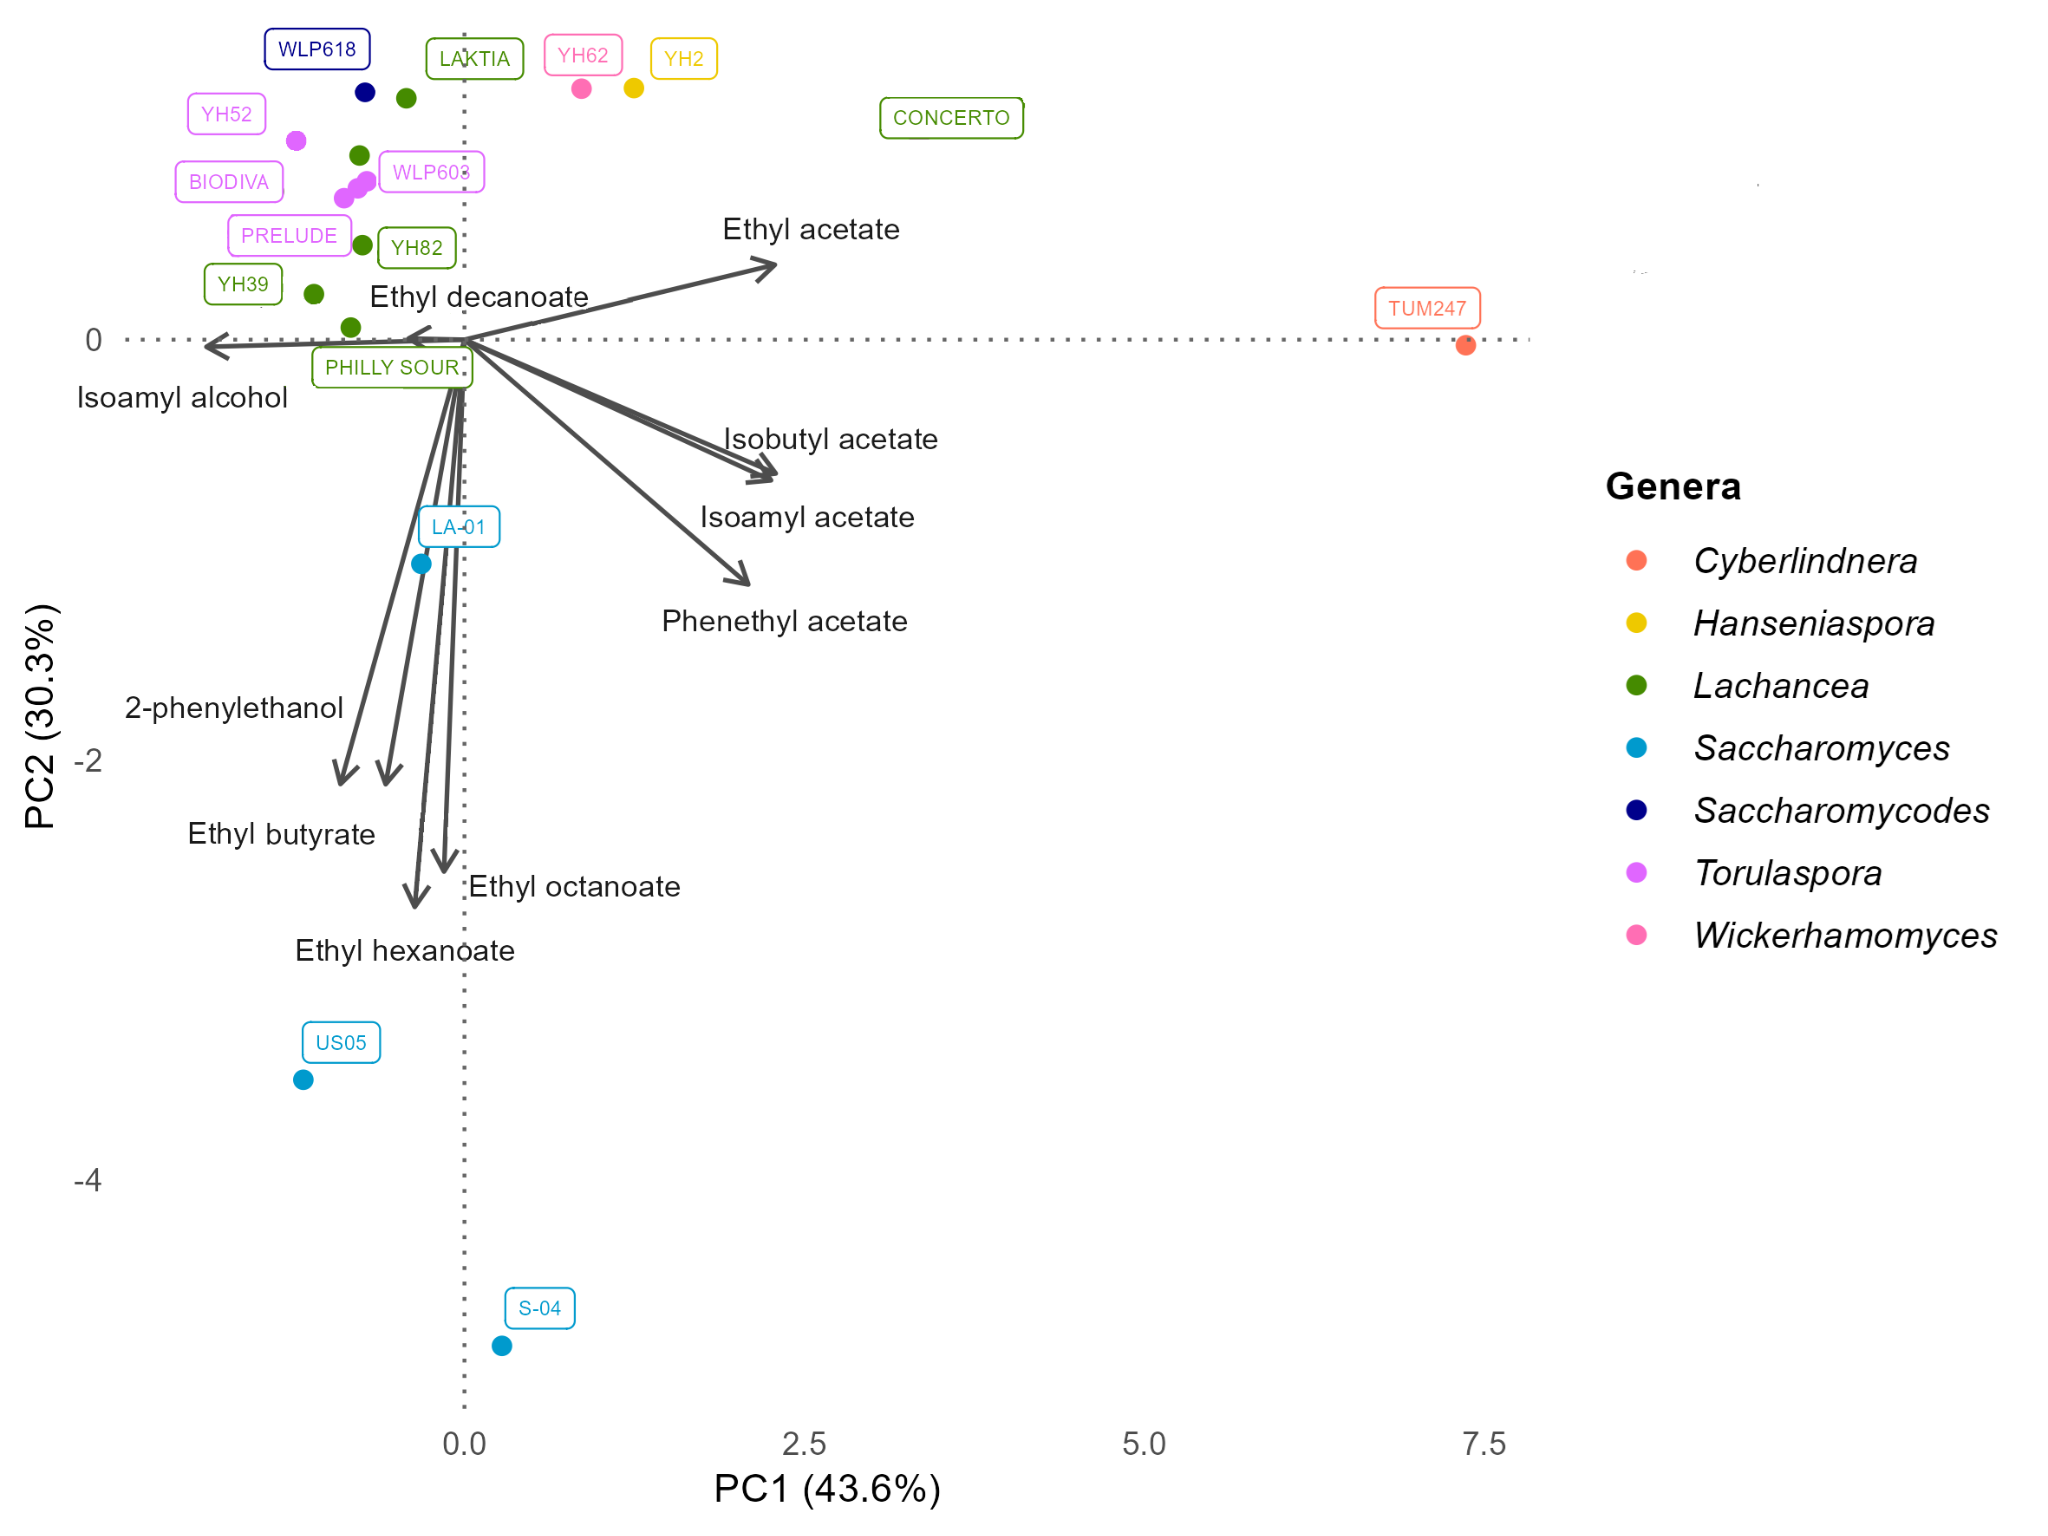 WLP618
LAKTIA
YH62
YH2
YH52
CONCERTO
BIODIVA
WLP603
PRELUDE
YH82
Ethyl acetate
YH39
Ethyl decanoate
TUM247
0
PHILLY SOUR
Isoamyl alcohol
Isobutyl acetate
LA-01
Isoamyl acetate
Phenethyl acetate
2-phenylethanol
-2
Ethyl butyrate
Ethyl octanoate
Ethyl hexanoate
US05
-4
S-04
0.0
2.5
5.0
7.5
PC1 (43.6%)
PC2 (30.3%)
Genera
Cyberlindnera
Hanseniaspora
Lachancea
Saccharomyces
Saccharomycodes
Torulaspora
Wickerhamomyces